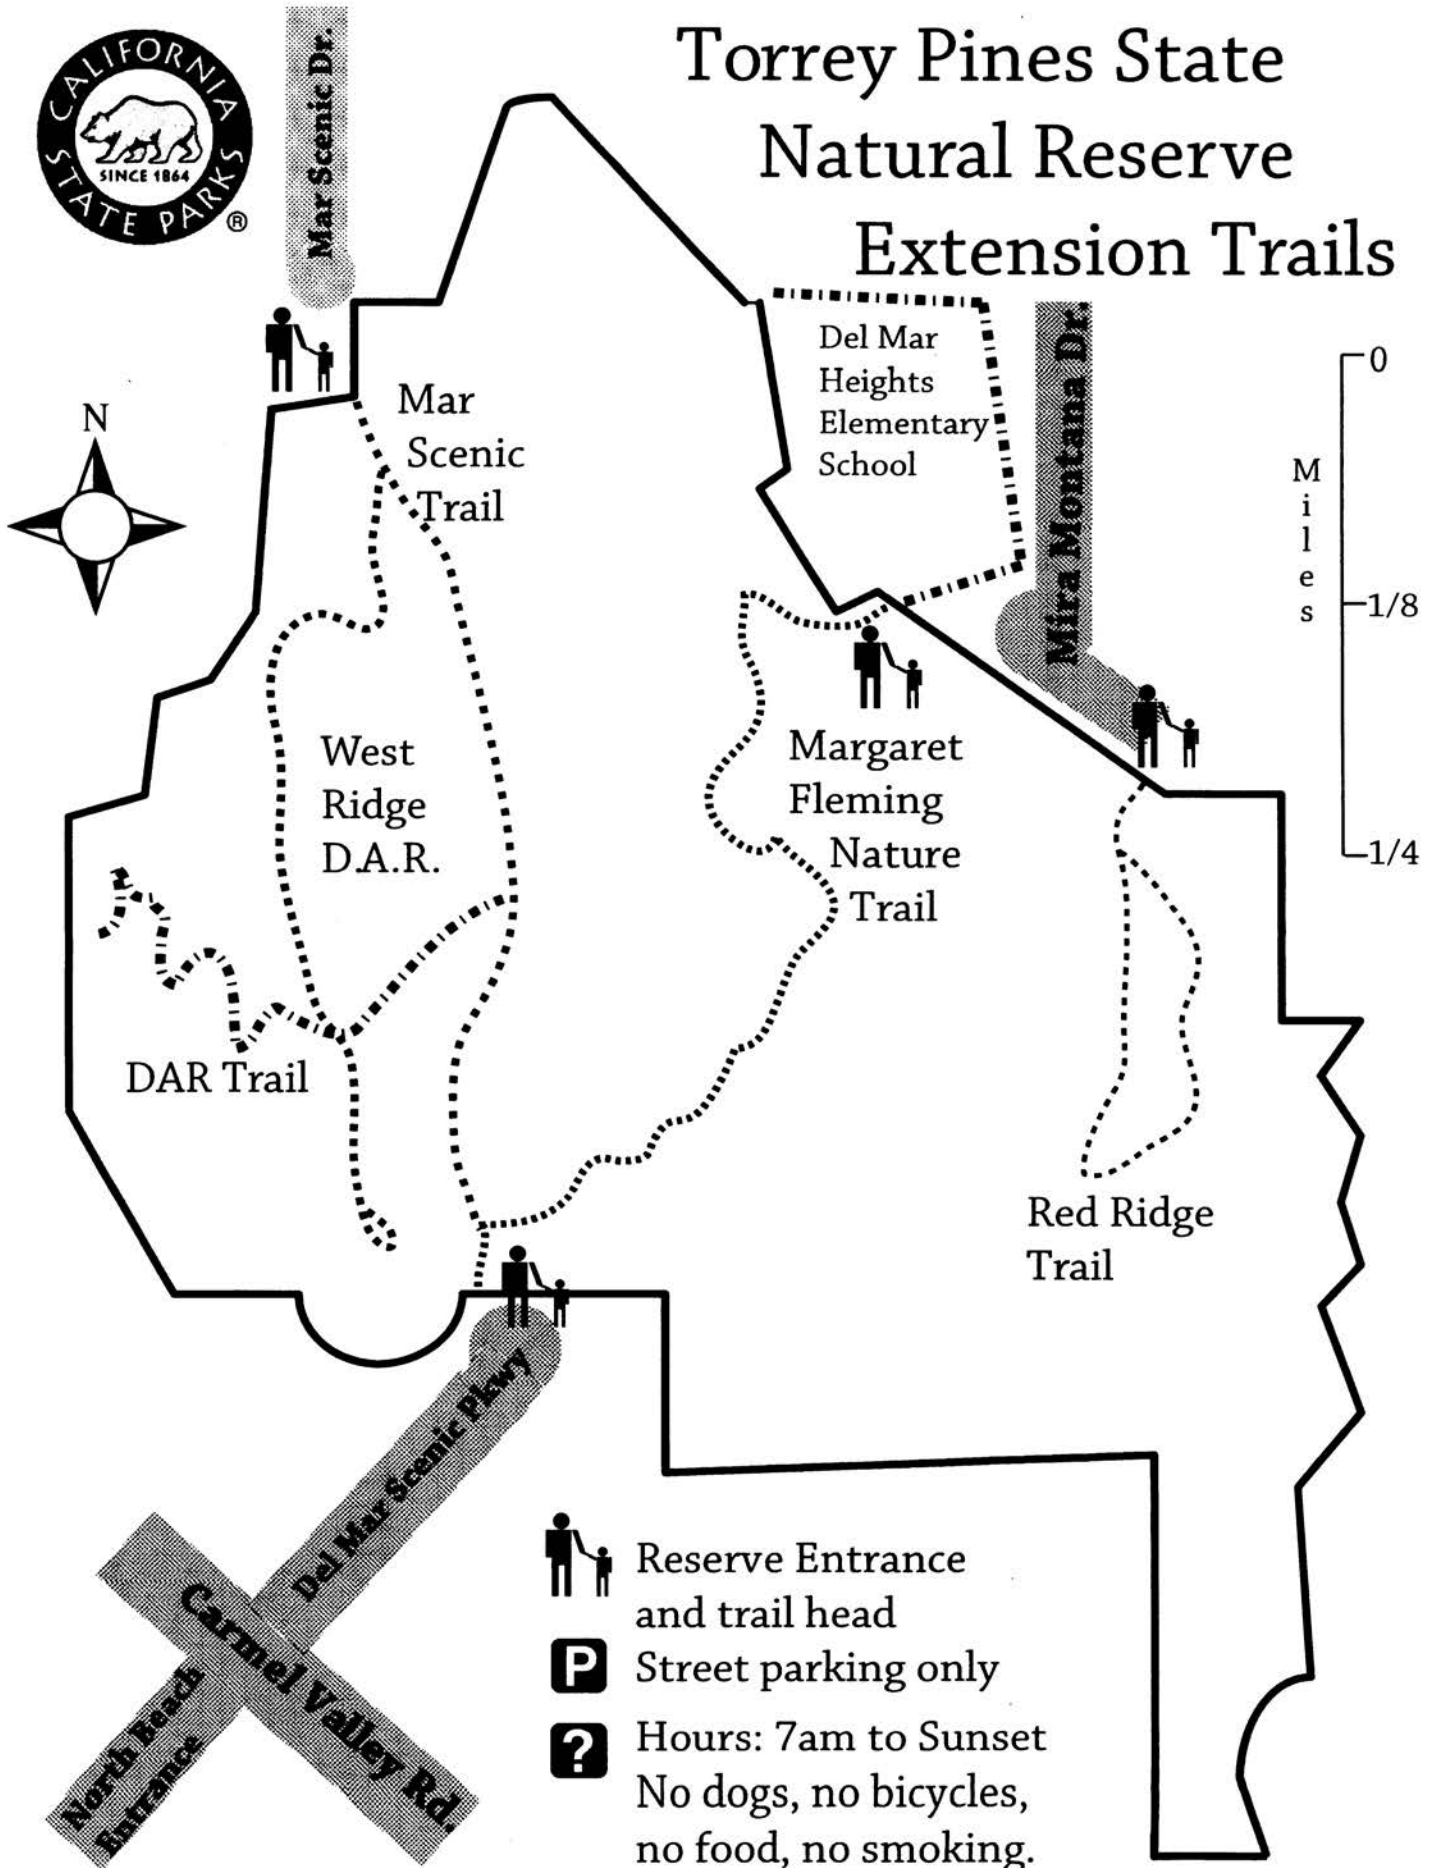 CALIFORNIA
STATE PARKS
SINCE 1864
®
Mar Scenic Dr.
Torrey Pines State
Natural Reserve
Extension Trails
N
Mar
Scenic
Trail
Del Mar
Heights
Elementary
School
Mira Montana Dr.
Miles
0
1/8
1/4
West
Ridge
D.A.R.
Margaret
Fleming
Nature
Trail
DAR Trail
Red Ridge
Trail
Del Mar Scenic Pkwy
Carmel Valley Rd.
North Beach
Entrance
Reserve Entrance
and trail head
P
Street parking only
?
Hours: 7am to Sunset
No dogs, no bicycles,
no food, no smoking.